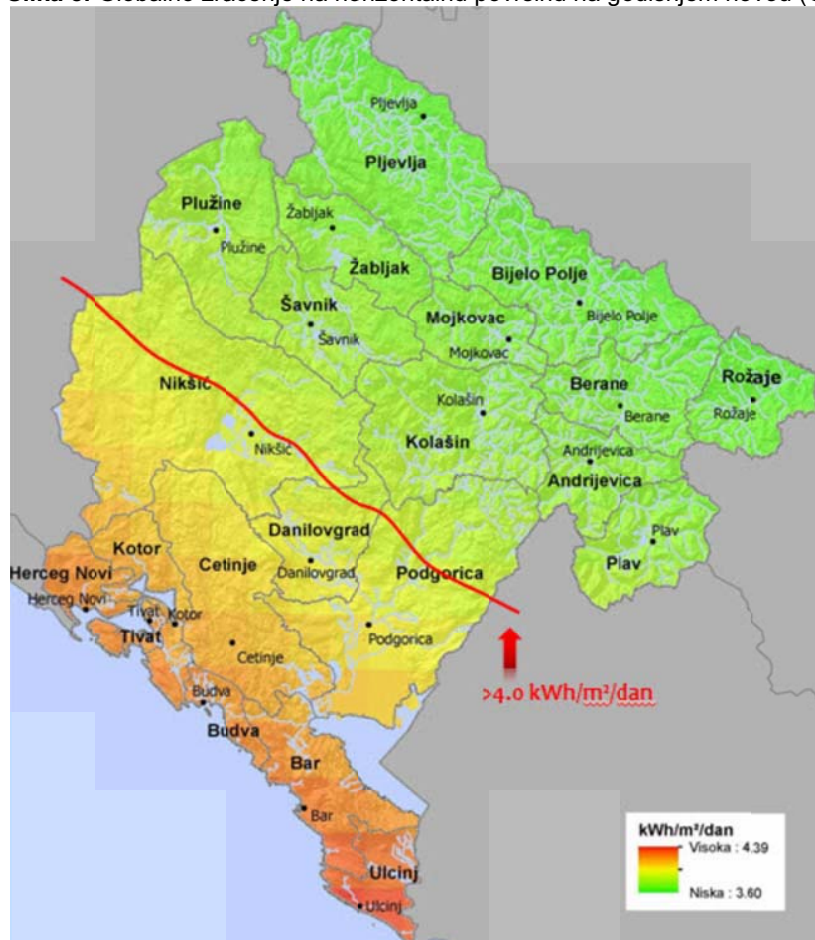 Pljevlja
Pljevlja
Plužine
Plužine
Žabljak
Žabljak
Bijelo Polje
Bijelo Polje
Šavnik
Šavnik
Mojkovac
Mojkovac
Nikšić
Nikšić
Kolašin
Kolašin
Berane
Berane
Rožaje
Rožaje
Andrijevica
Andrijevica
Plav
Plav
Danilovgrad
Danilovgrad
Podgorica
Podgorica
Kotor
Cetinje
Herceg Novi
Herceg Novi
Tivat Kotor
Tivat
Cetinje
Budva
Budva
>4.0 kWh/m²/dan
Bar
Bar
Ulcinj
Ulcinj
kWh/m²/dan
Visoka : 4.39
Niska : 3.60